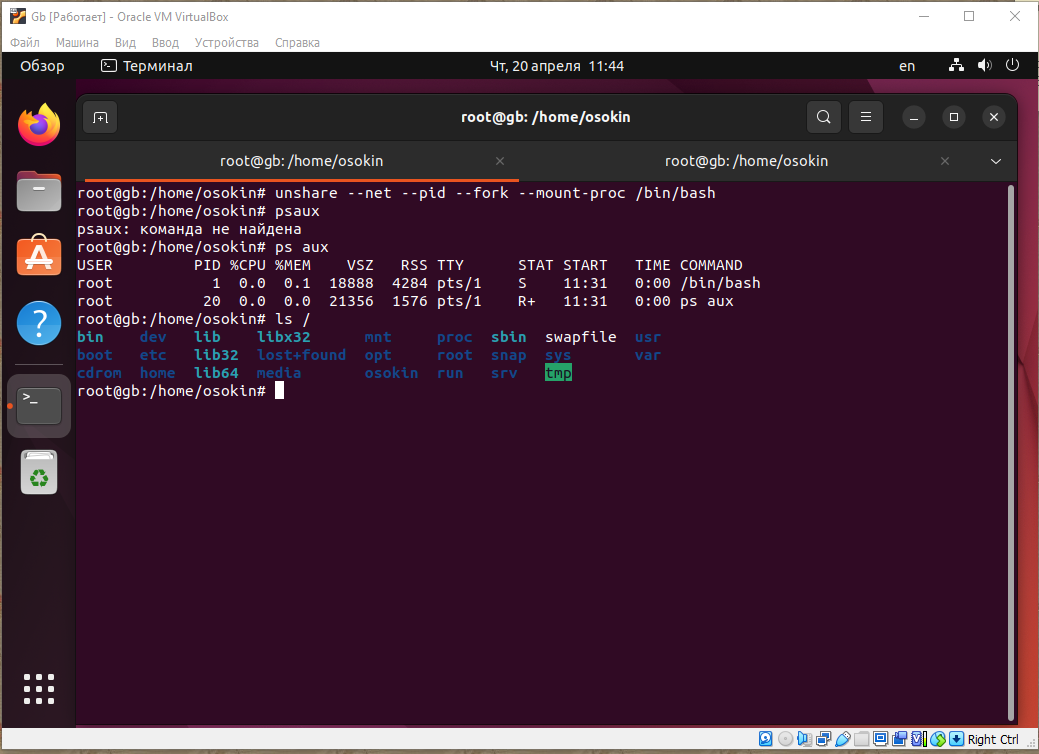 Gb [Работает] - Oracle VM VirtualBox
Файл Машина Вид Ввод Устройства Справка
Обзор Терминал Чт, 20 апреля 11:44 en
root@gb: /home/osokin
root@gb: /home/osokin root@gb: /home/osokin
root@gb:/home/osokin# unshare --net --pid --fork --mount-proc /bin/bash
root@gb:/home/osokin# psaux
psaux: команда не найдена
root@gb:/home/osokin# ps aux
USER PID %CPU %MEM VSZ RSS TTY STAT START TIME COMMAND
root 1 0.0 0.1 18888 4284 pts/1 S 11:31 0:00 /bin/bash
root 20 0.0 0.0 21356 1576 pts/1 R+ 11:31 0:00 ps aux
root@gb:/home/osokin# ls /
bin dev lib libx32 mnt proc sbin swapfile usr
boot etc lib32 lost+found opt root snap sys var
cdrom home lib64 media osokin run srv tmp
root@gb:/home/osokin#
Right Ctrl